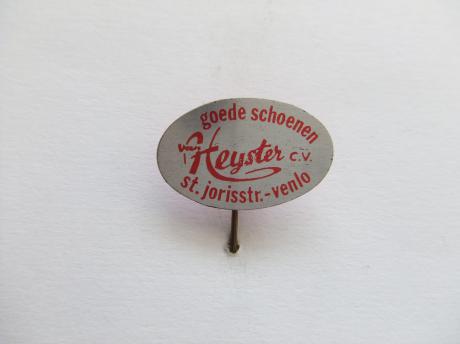 goede schoenen
van Heyster c.v.
st. jorisstr.-venlo